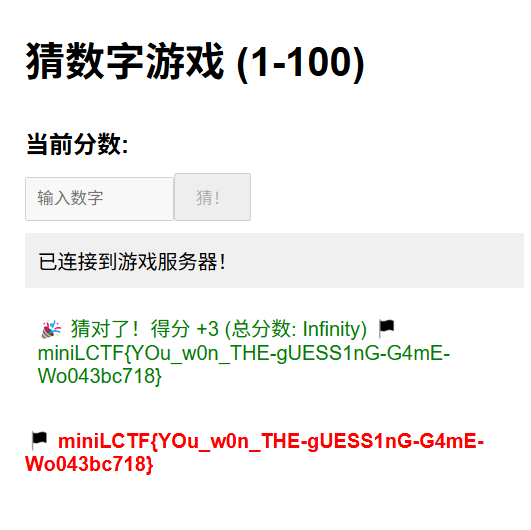 猜数字游戏 (1-100)
当前分数:
输入数字
猜！
已连接到游戏服务器！
🎉 猜对了！得分 +3 (总分数: Infinity) 🏴
miniLCTF{YOu_w0n_THE-gUESS1nG-G4mE-
Wo043bc718}
🏴 miniLCTF{YOu_w0n_THE-gUESS1nG-G4mE-
Wo043bc718}